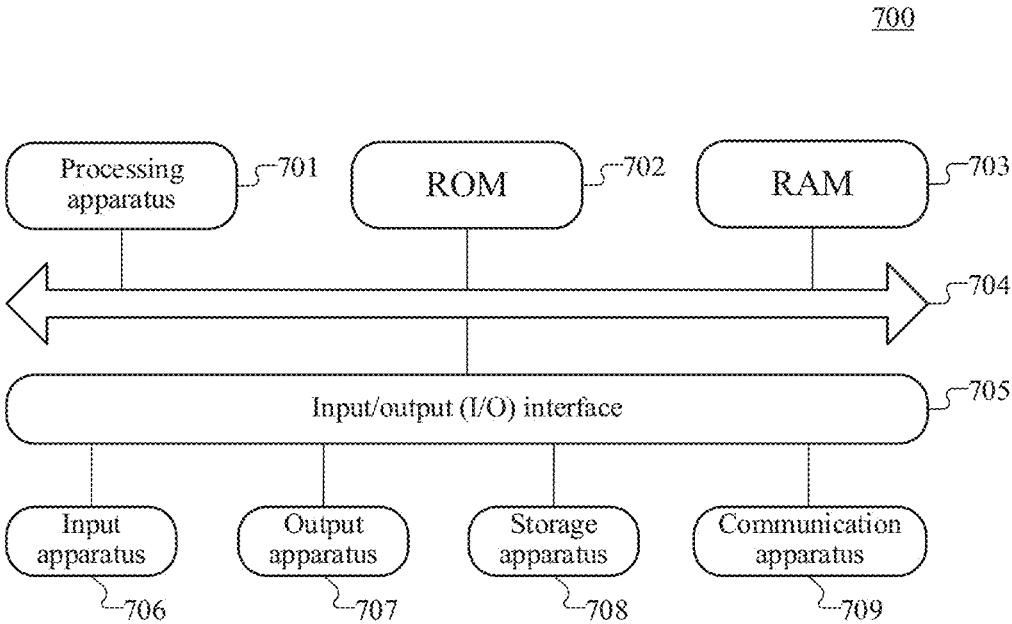 700
Processing
apparatus
701
ROM
702
RAM
703
704
Input/output (I/O) interface
705
Input
apparatus
Output
apparatus
Storage
apparatus
Communication
apparatus
706
707
708
709